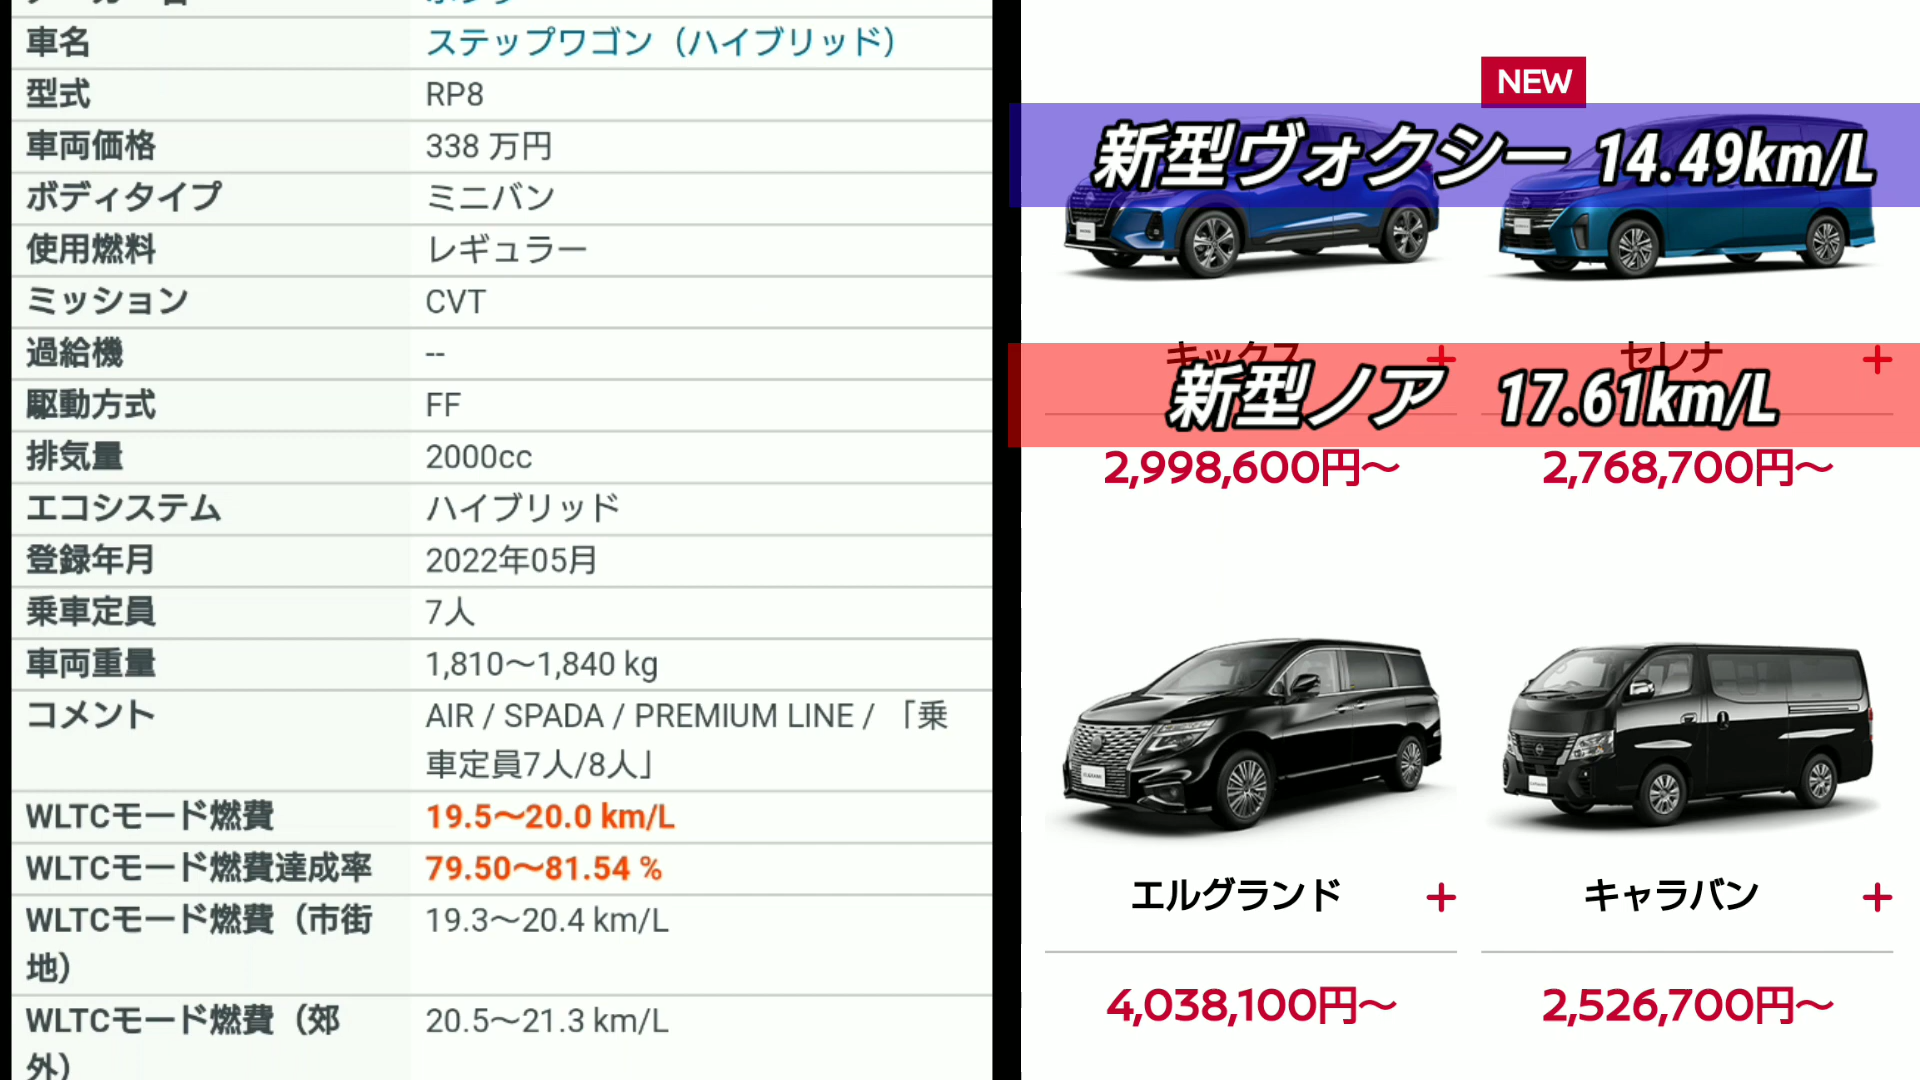 車名 ステップワゴン（ハイブリッド）
型式 RP8
車両価格 338 万円
ボディタイプ ミニバン
使用燃料 レギュラー
ミッション CVT
過給機 --
駆動方式 FF
排気量 2000cc
エコシステム ハイブリッド
登録年月 2022年05月
乗車定員 7人
車両重量 1,810～1,840 kg
コメント AIR / SPADA / PREMIUM LINE / 「乗
車定員7人/8人」
WLTCモード燃費 19.5～20.0 km/L
WLTCモード燃費達成率 79.50～81.54 %
WLTCモード燃費（市街 19.3～20.4 km/L
地）
WLTCモード燃費（郊 20.5～21.3 km/L
外）
NEW
新型ヴォクシー 14.49km/L
キックス + セレナ +
新型ノア 17.61km/L
2,998,600円～ 2,768,700円～
エルグランド + キャラバン +
4,038,100円～ 2,526,700円～